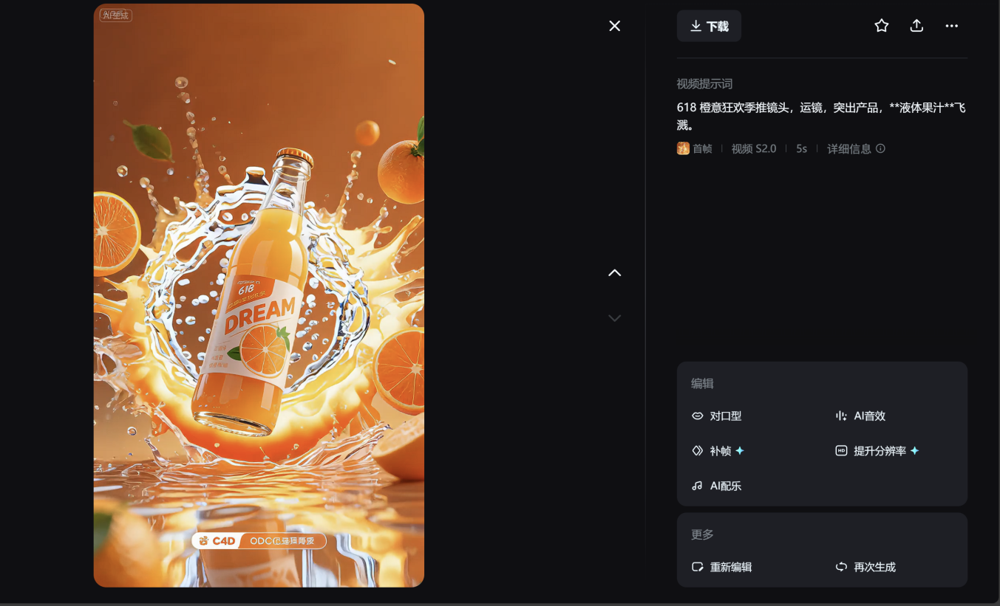 AI生成
618
DREAM
C4D
下载
视频提示词
618 橙意狂欢季推镜头，运镜，突出产品，**液体果汁**飞
溅。
首帧
视频 S2.0
5s
详细信息
编辑
对口型
AI音效
补帧
HD
提升分辨率
AI配乐
更多
重新编辑
再次生成